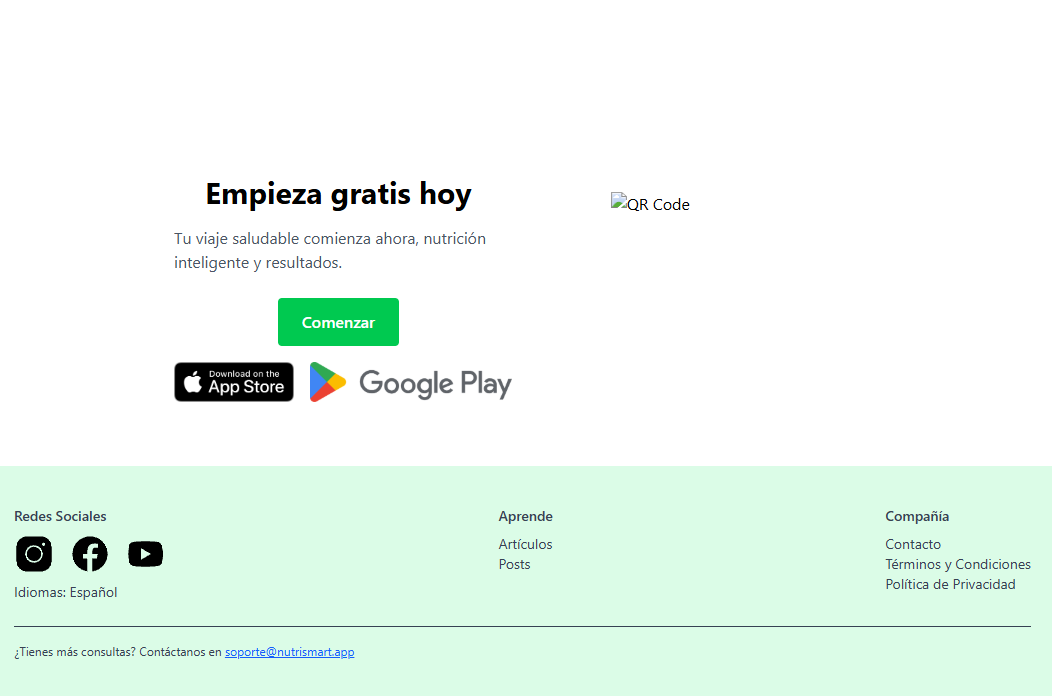 Empieza gratis hoy
Tu viaje saludable comienza ahora, nutrición
inteligente y resultados.
Comenzar
Download on the
App Store
Google Play
QR Code
Redes Sociales
Idiomas: Español
Aprende
Artículos
Posts
Compañía
Contacto
Términos y Condiciones
Política de Privacidad
¿Tienes más consultas? Contáctanos en soporte@nutrismart.app